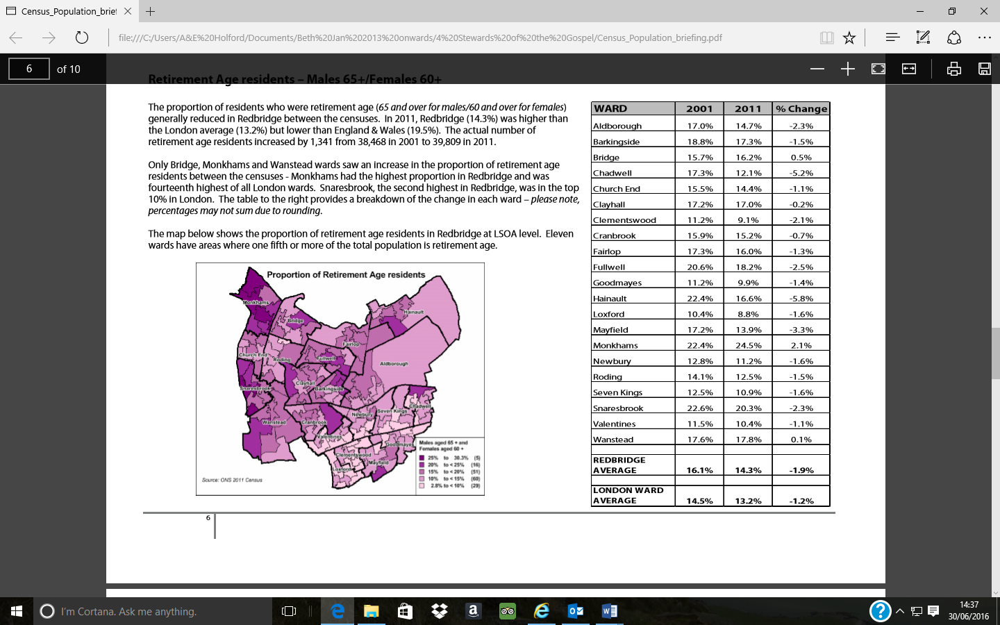 Census_Population_brief
file:///C:/Users/A&E%20Holford/Documents/Beth%20Jan%202013%20onwards/4%20Stewards%20of%20the%20Gospel/Census_Population_briefing.pdf
6 of 10
Retirement Age residents – Males 65+/Females 60+
The proportion of residents who were retirement age (65 and over for males/60 and over for females)
generally reduced in Redbridge between the censuses. In 2011, Redbridge (14.3%) was higher than
the London average (13.2%) but lower than England & Wales (19.5%). The actual number of
retirement age residents increased by 1,341 from 38,468 in 2001 to 39,809 in 2011.
Only Bridge, Monkhams and Wanstead wards saw an increase in the proportion of retirement age
residents between the censuses - Monkhams had the highest proportion in Redbridge and was
fourteenth highest of all London wards. Snaresbrook, the second highest in Redbridge, was in the top
10% in London. The table to the right provides a breakdown of the change in each ward – please note,
percentages may not sum due to rounding.
The map below shows the proportion of retirement age residents in Redbridge at LSOA level. Eleven
wards have areas where one fifth or more of the total population is retirement age.
Proportion of Retirement Age residents
Monkhams
Bridge
Hainault
Fairlop
Church End
Roding
Fullwell
Aldborough
Clayhall
Barkingside
Snaresbrook
Chadwell
Newbury
Seven Kings
Wanstead
Cranbrook
Valentines
Goodmayes
Clementswood
Mayfield
Loxford
Males aged 65 + and
Females aged 60 +
25% to 30.3% (5)
20% to <25% (16)
15% to <20% (51)
10% to <15% (60)
2.8% to <10% (29)
Source: ONS 2011 Census
WARD 2001 2011 % Change
Aldborough 17.0% 14.7% -2.3%
Barkingside 18.8% 17.3% -1.5%
Bridge 15.7% 16.2% 0.5%
Chadwell 17.3% 12.1% -5.2%
Church End 15.5% 14.4% -1.1%
Clayhall 17.2% 17.0% -0.2%
Clementswood 11.2% 9.1% -2.1%
Cranbrook 15.9% 15.2% -0.7%
Fairlop 17.3% 16.0% -1.3%
Fullwell 20.6% 18.2% -2.5%
Goodmayes 11.2% 9.9% -1.4%
Hainault 22.4% 16.6% -5.8%
Loxford 10.4% 8.8% -1.6%
Mayfield 17.2% 13.9% -3.3%
Monkhams 22.4% 24.5% 2.1%
Newbury 12.8% 11.2% -1.6%
Roding 14.1% 12.5% -1.5%
Seven Kings 12.5% 10.9% -1.6%
Snaresbrook 22.6% 20.3% -2.3%
Valentines 11.5% 10.4% -1.1%
Wanstead 17.6% 17.8% 0.1%
REDBRIDGE
AVERAGE 16.1% 14.3% -1.9%
LONDON WARD
AVERAGE 14.5% 13.2% -1.2%
6
I'm Cortana. Ask me anything.
14:37
30/06/2016